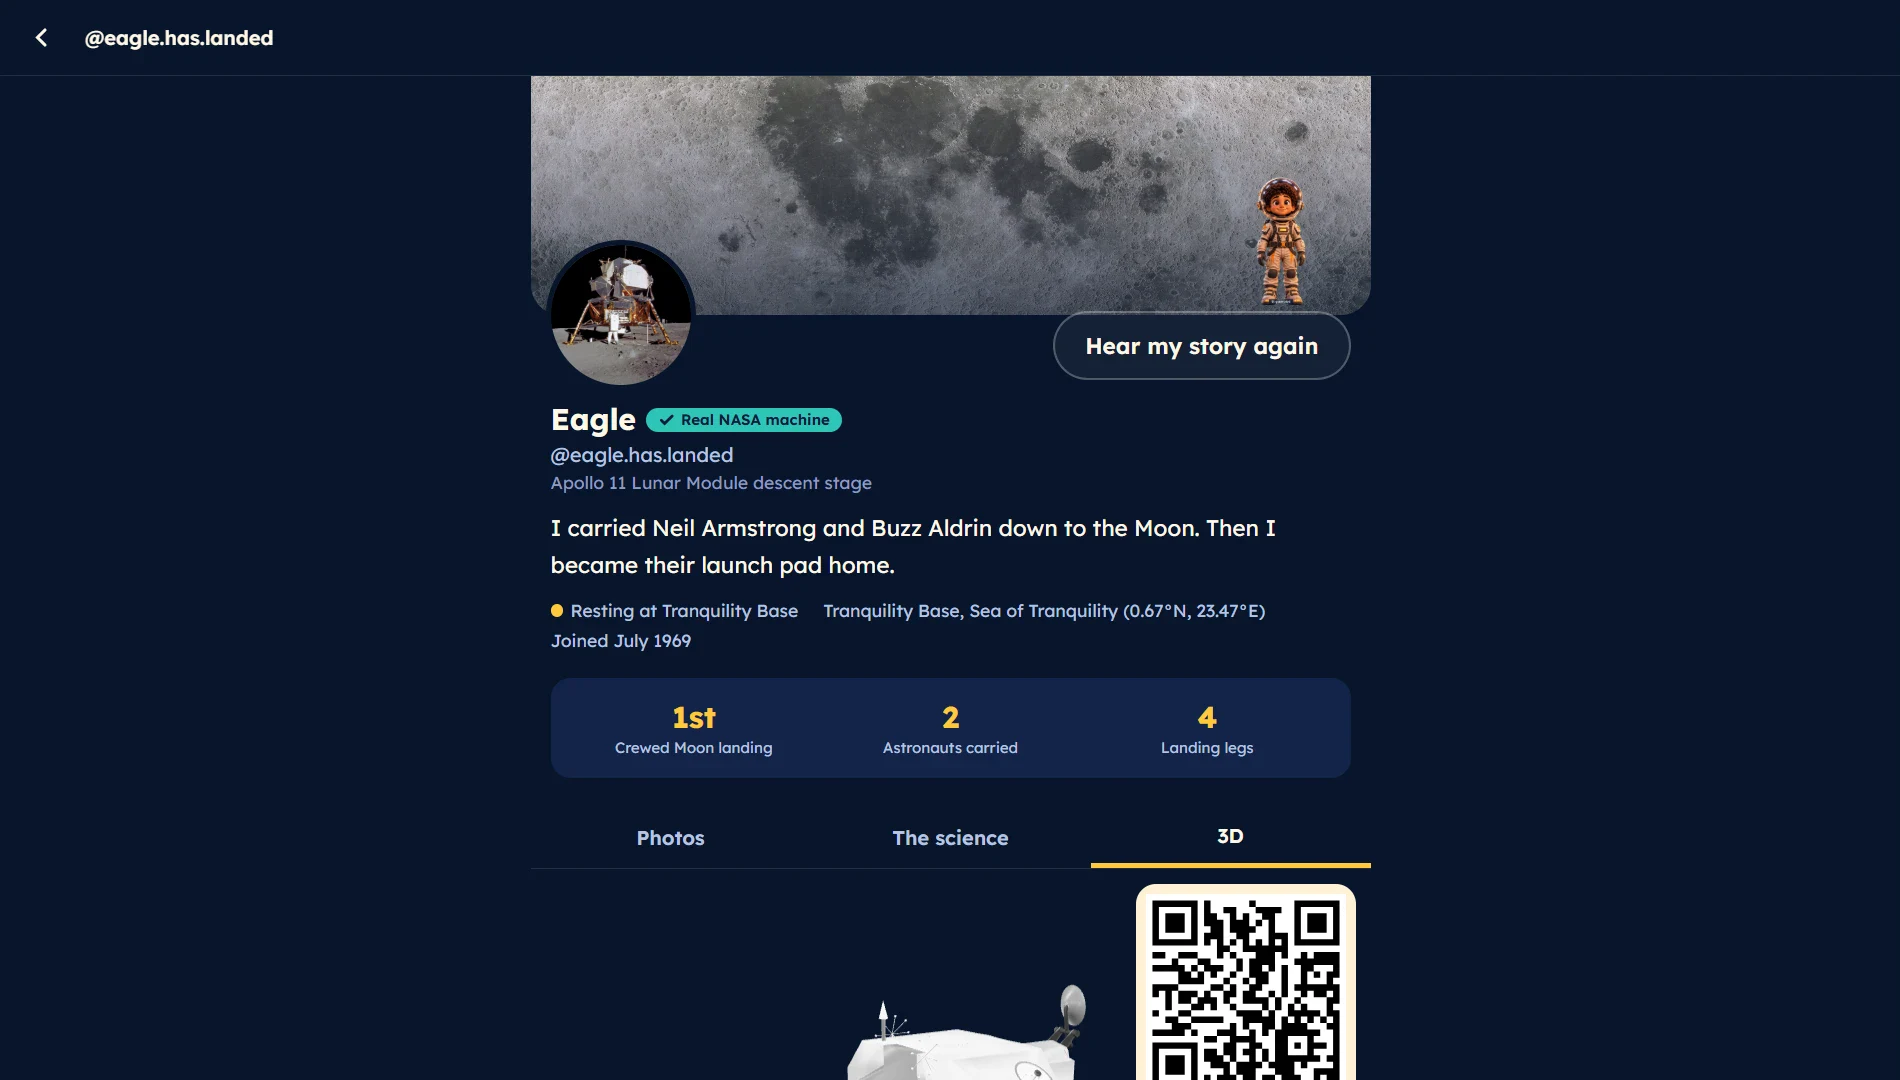 @eagle.has.landed
Hear my story again
Eagle
Real NASA machine
@eagle.has.landed
Apollo 11 Lunar Module descent stage
I carried Neil Armstrong and Buzz Aldrin down to the Moon. Then I
became their launch pad home.
Resting at Tranquility Base Tranquility Base, Sea of Tranquility (0.67°N, 23.47°E)
Joined July 1969
1st 2 4
Crewed Moon landing Astronauts carried Landing legs
Photos The science 3D